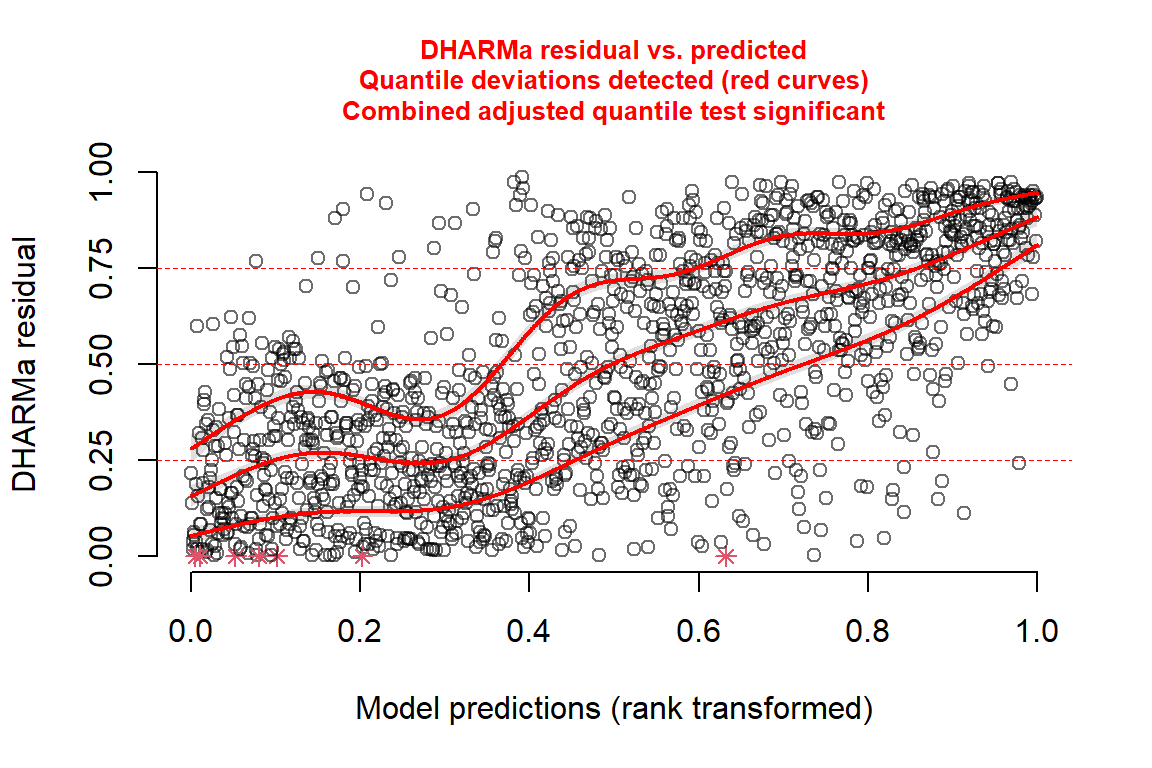 DHARMa residual vs. predicted
Quantile deviations detected (red curves)
Combined adjusted quantile test significant
DHARMa residual
1.00
0.75
0.50
0.25
0.00
0.0 0.2 0.4 0.6 0.8 1.0
Model predictions (rank transformed)